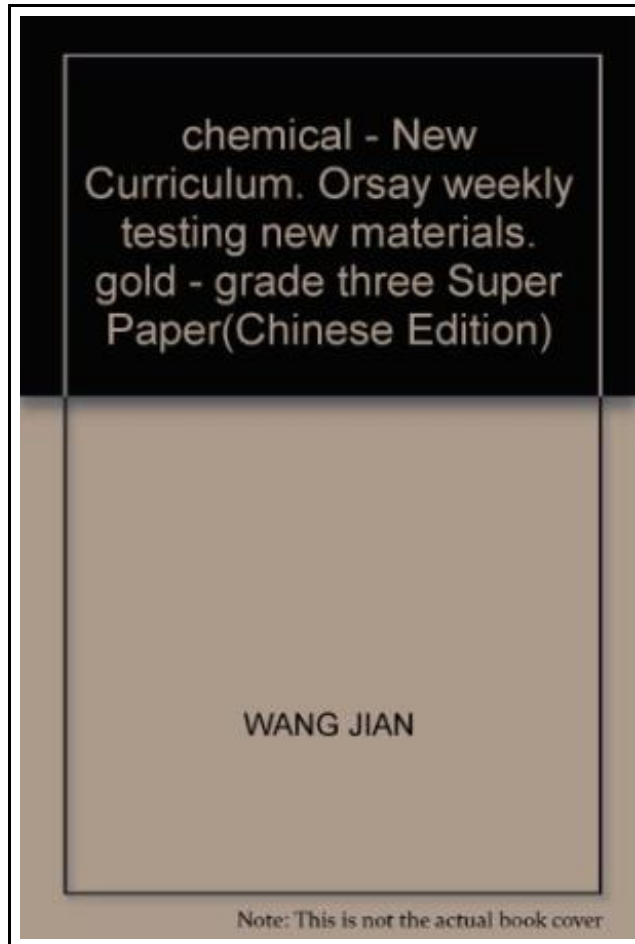 chemical - New
Curriculum. Orsay weekly
testing new materials.
gold - grade three Super
Paper(Chinese Edition)
WANG JIAN
Note: This is not the actual book cover